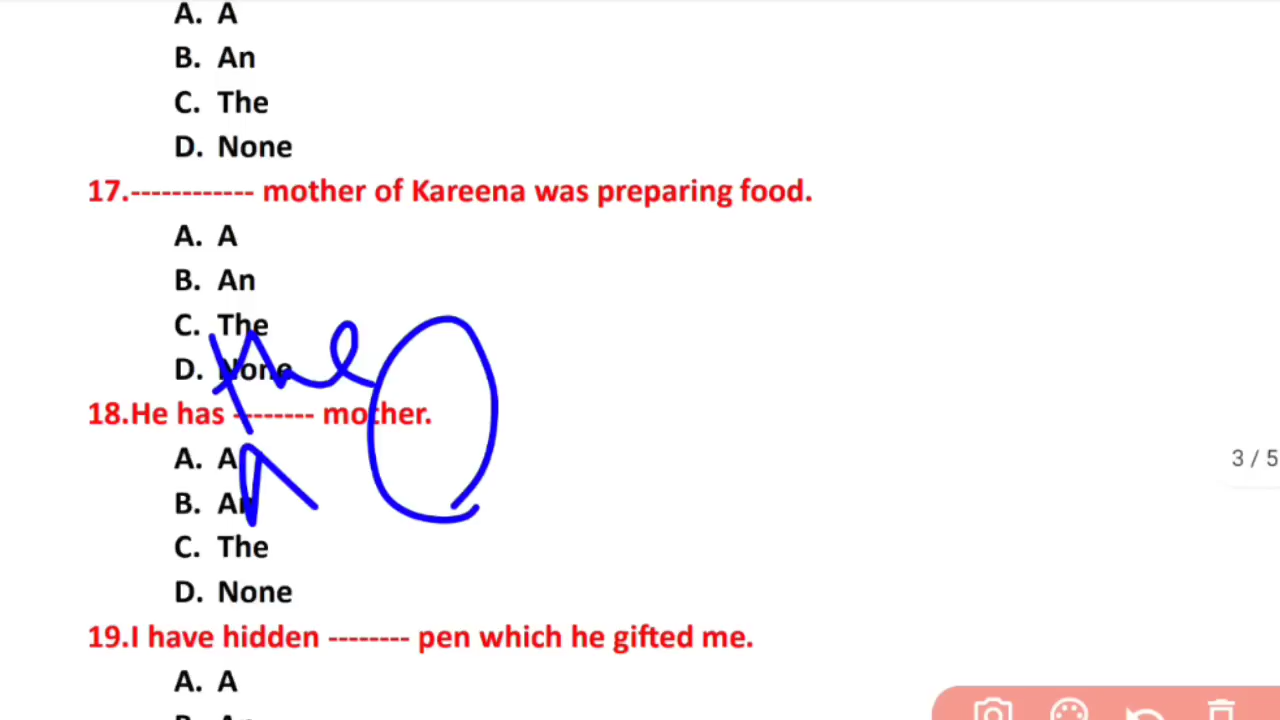 A. A
B. An
C. The
D. None
17.------------ mother of Kareena was preparing food.
A. A
B. An
C. The
the
D. None
18.He has -------- mother.
A. A
B. An
C. The
D. None
3 / 5
19.I have hidden -------- pen which he gifted me.
A. A